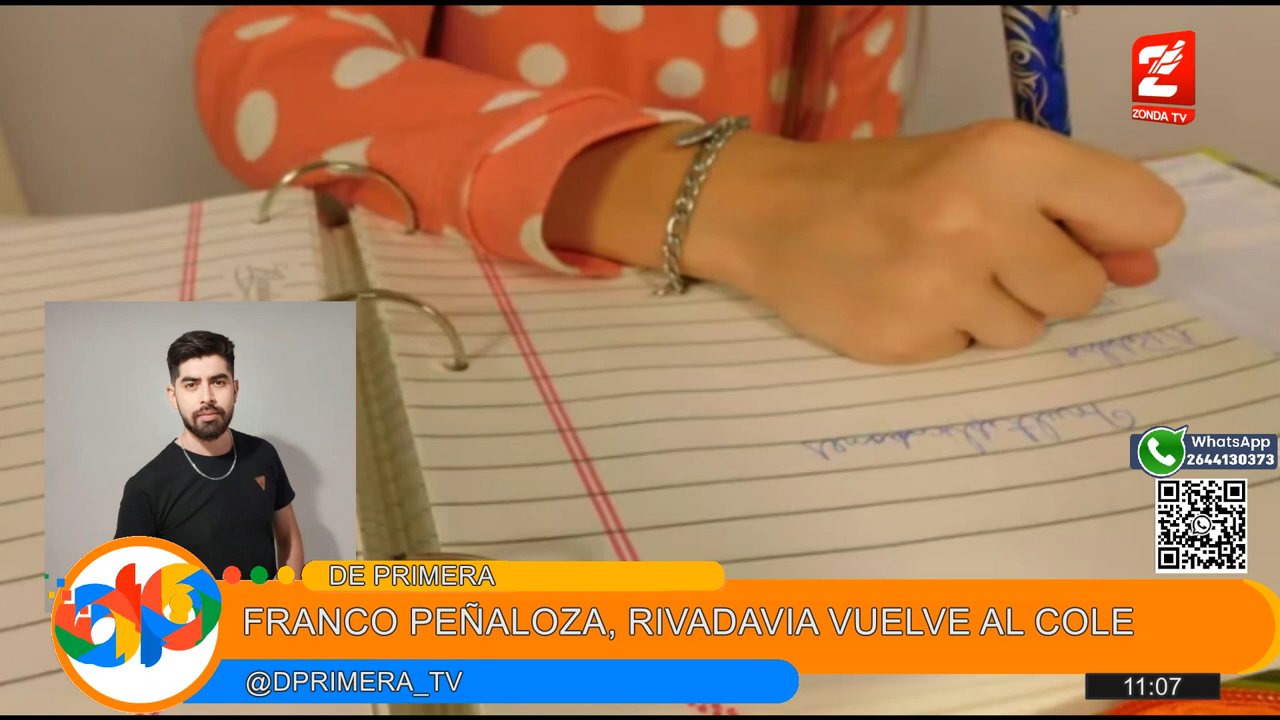 ZONDA TV
WhatsApp
2644130373
DE PRIMERA
FRANCO PEÑALOZA, RIVADAVIA VUELVE AL COLE
@DPRIMERA_TV
11:07